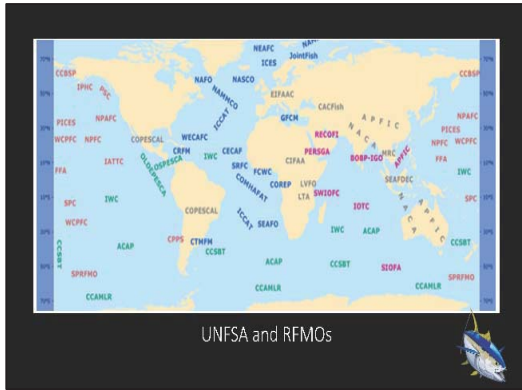 NEAFC
NAM
ICES
JointFish
CCBSP
CCBSP
IPHC
PSC
NAFO
NASCO
NAMMCO
EIFAAC
CACFish
ICCAT
GFCM
APFIC
NPAFC
NPAFC
PICES
PICES
RECOFI
NACA
WCPFC
NPFC
COPESCAL
WECAFC
NPFC
WCPFC
CRFM
IWC
CECAF
PERSGA
MRC
IATTC
OSPESCA
OLDEPESCA
SRFC
CIFAA
BOBP-IGO
APFIC
FFA
FFA
FCWC
IWC
COMHAFAT
COREP
LVFO
SEAFDEC
IWC
LTA
SWIOFC
SPC
SPC
COPESCAL
ICCAT
IOTC
NACA
APFIC
WCPFC
SEAFO
IWC
ACAP
CCSBT
ACAP
CPPS
CTMFM
CCSBT
CCSBT
ACAP
CCSBT
SIOFA
SPRFMO
SPRFMO
CCAMLR
CCAMLR
CCAMLR
UNFSA and RFMOs